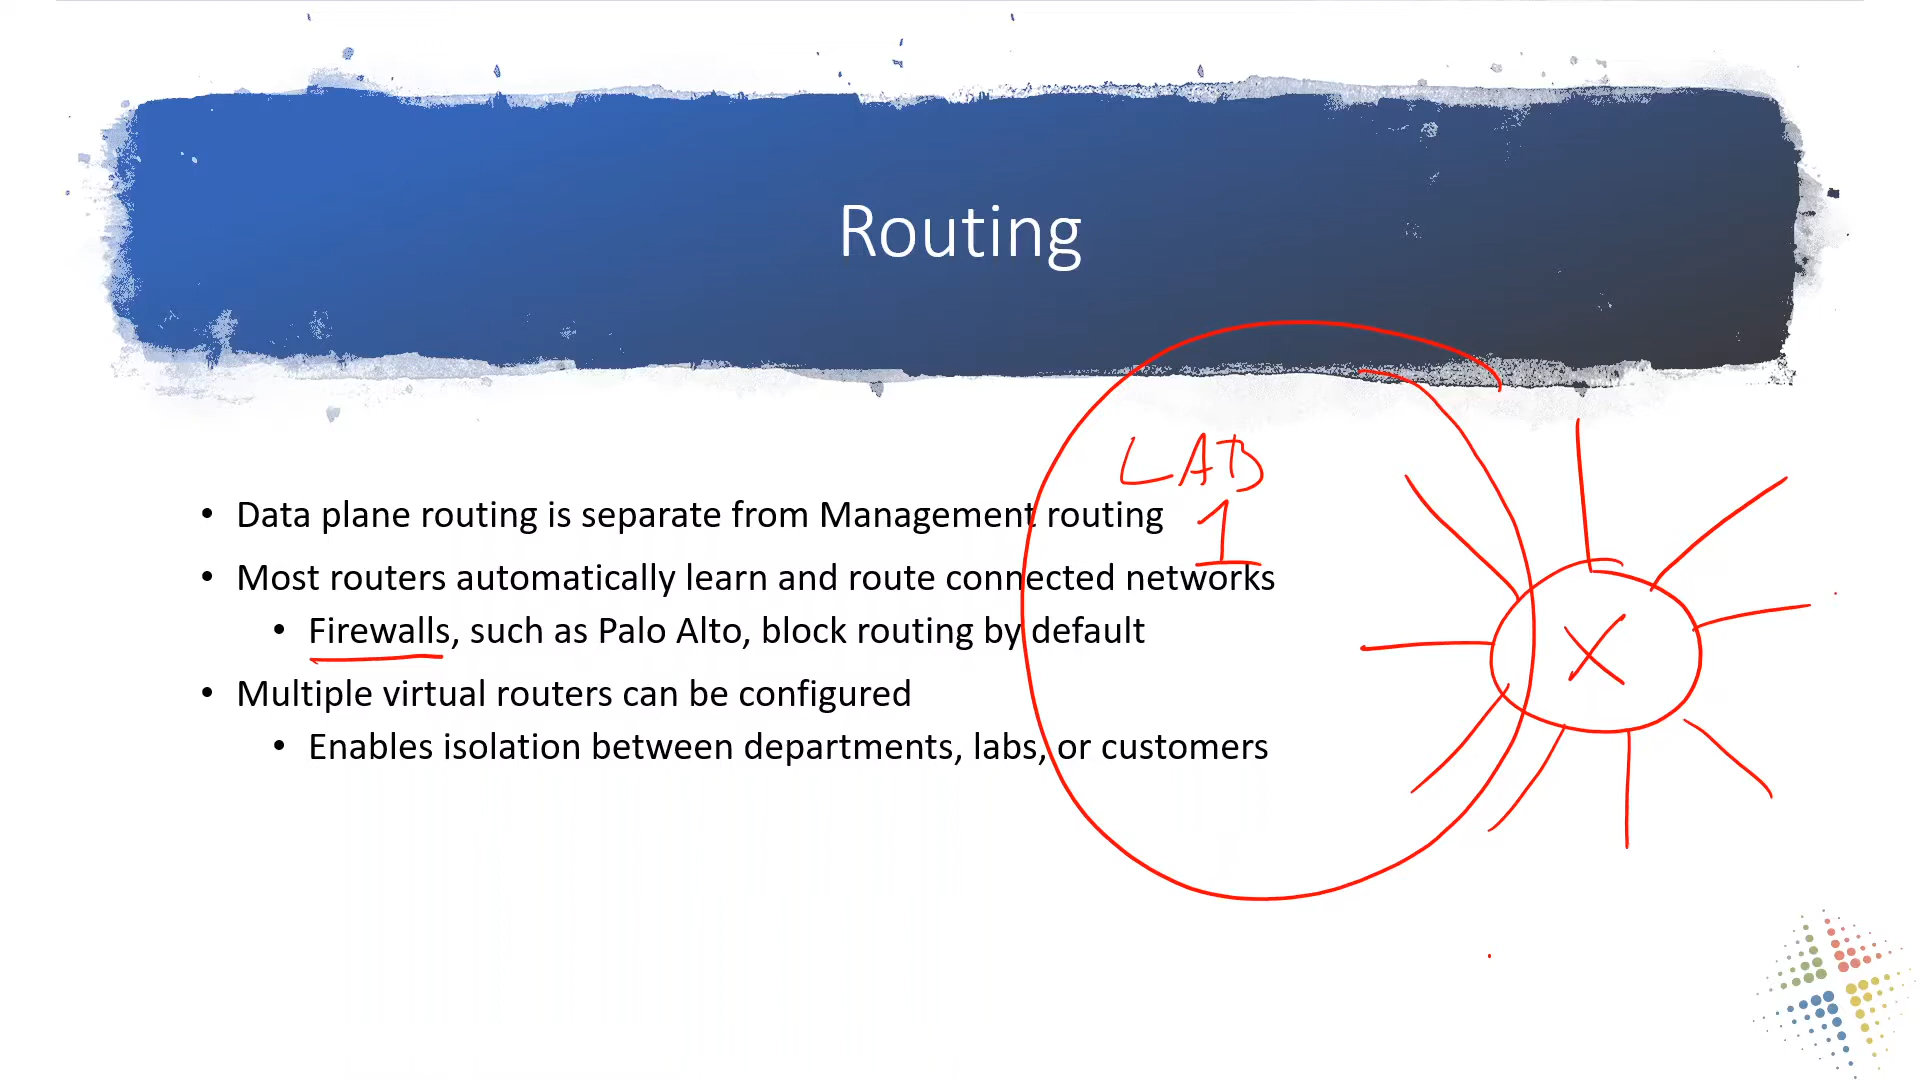 Routing
LAB
1
• Data plane routing is separate from Management routing
• Most routers automatically learn and route connected networks
• Firewalls, such as Palo Alto, block routing by default
• Multiple virtual routers can be configured
• Enables isolation between departments, labs, or customers
X